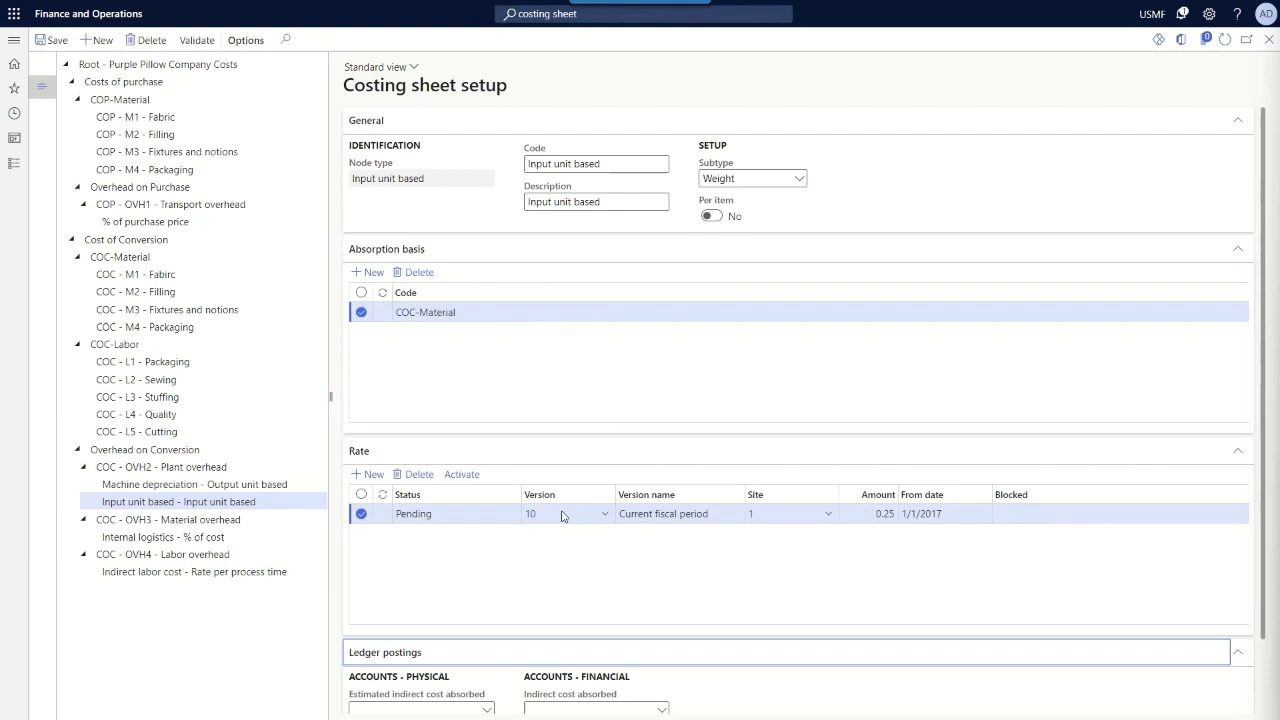 Finance and Operations
costing sheet
USMF
AD
Save
New
Delete
Validate
Options
0
Root - Purple Pillow Company Costs
Costs of purchase
COP-Material
COP - M1 - Fabric
COP - M2 - Filling
COP - M3 - Fixtures and notions
COP - M4 - Packaging
Overhead on Purchase
COP - OVH1 - Transport overhead
% of purchase price
Cost of Conversion
COC-Material
COC - M1 - Fabirc
COC - M2 - Filling
COC - M3 - Fixtures and notions
COC - M4 - Packaging
COC-Labor
COC - L1 - Packaging
COC - L2 - Sewing
COC - L3 - Stuffing
COC - L4 - Quality
COC - L5 - Cutting
Overhead on Conversion
COC - OVH2 - Plant overhead
Machine depreciation - Output unit based
Input unit based - Input unit based
COC - OVH3 - Material overhead
Internal logistics - % of cost
COC - OVH4 - Labor overhead
Indirect labor cost - Rate per process time
Standard view
Costing sheet setup
General
IDENTIFICATION
Node type
Input unit based
Code
Input unit based
Description
Input unit based
SETUP
Subtype
Weight
Per item
No
Absorption basis
New Delete
Code
COC-Material
Rate
New Delete Activate
Status Version Version name Site Amount From date Blocked
Pending 10 Current fiscal period 1 0.25 1/1/2017
Ledger postings
ACCOUNTS - PHYSICAL ACCOUNTS - FINANCIAL
Estimated indirect cost absorbed Indirect cost absorbed